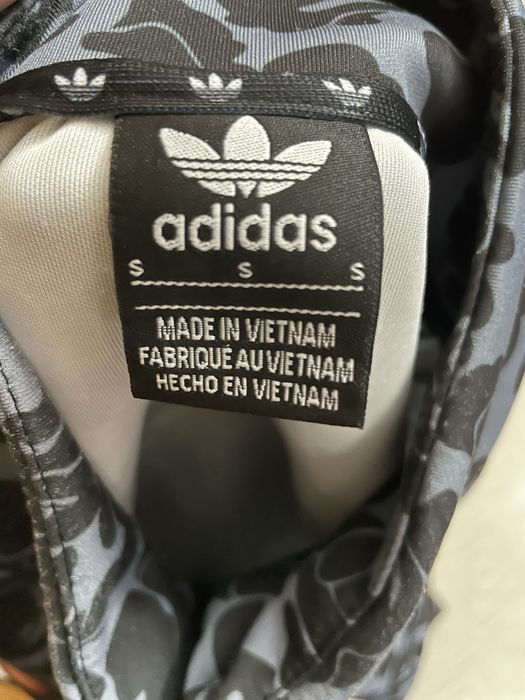 adidas
S S S
MADE IN VIETNAM
FABRIQUÉ AU VIETNAM
HECHO EN VIETNAM